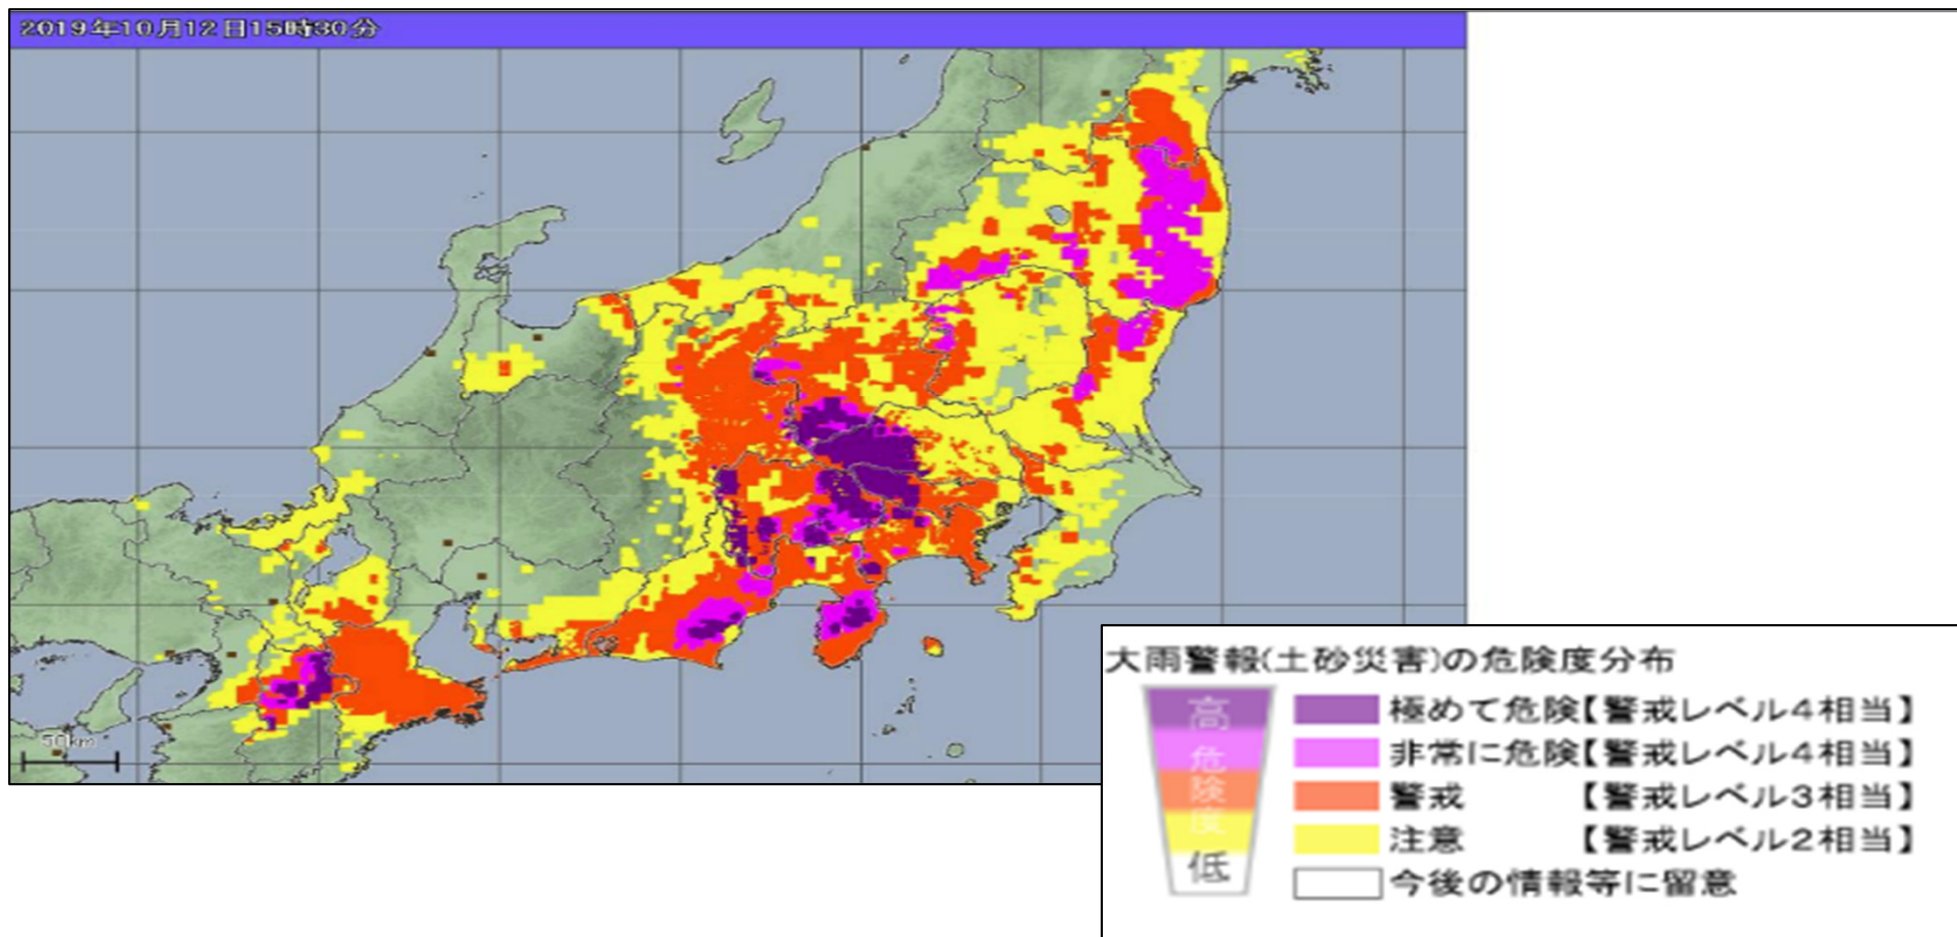 2019年10月12日15時30分
50km
大雨警報(土砂災害)の危険度分布
高
危
険
度
低
極めて危険【警戒レベル4相当】
非常に危険【警戒レベル4相当】
警戒 【警戒レベル3相当】
注意 【警戒レベル2相当】
今後の情報等に留意